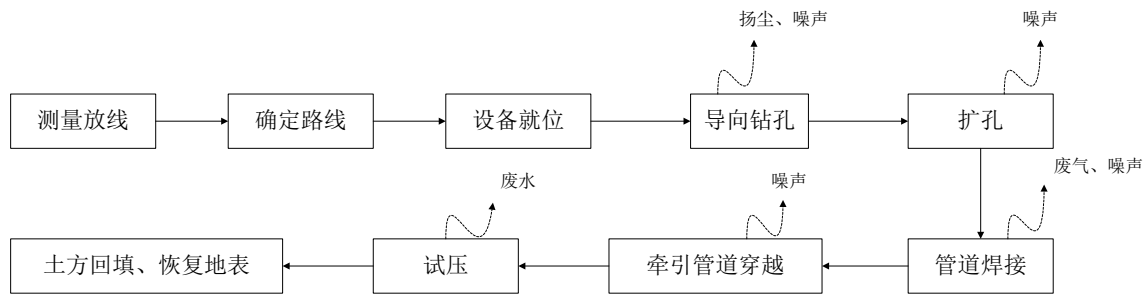 扬尘、噪声
噪声
测量放线
确定路线
设备就位
导向钻孔
扩孔
废水
噪声
废气、噪声
土方回填、恢复地表
试压
牵引管道穿越
管道焊接